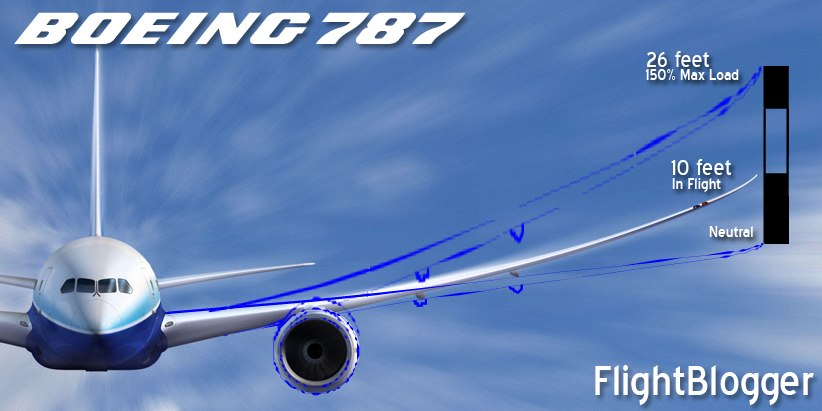 BOEING 787
26 feet
150% Max Load
10 feet
In Flight
Neutral
FlightBlogger